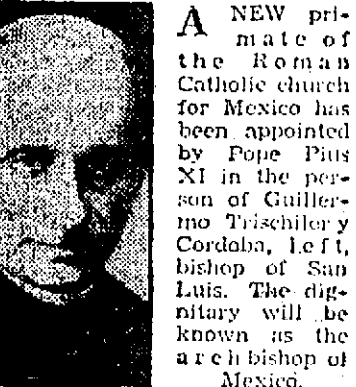 A NEW pri-
mate of
the Roman
Catholic church
for Mexico has
been appointed
by Pope Pius
XI in the per-
son of Guiller-
mo Trischiler y
Cordoba, left,
bishop of San
Luis. The dig-
nitary will be
known as the
archbishop of
Mexico.